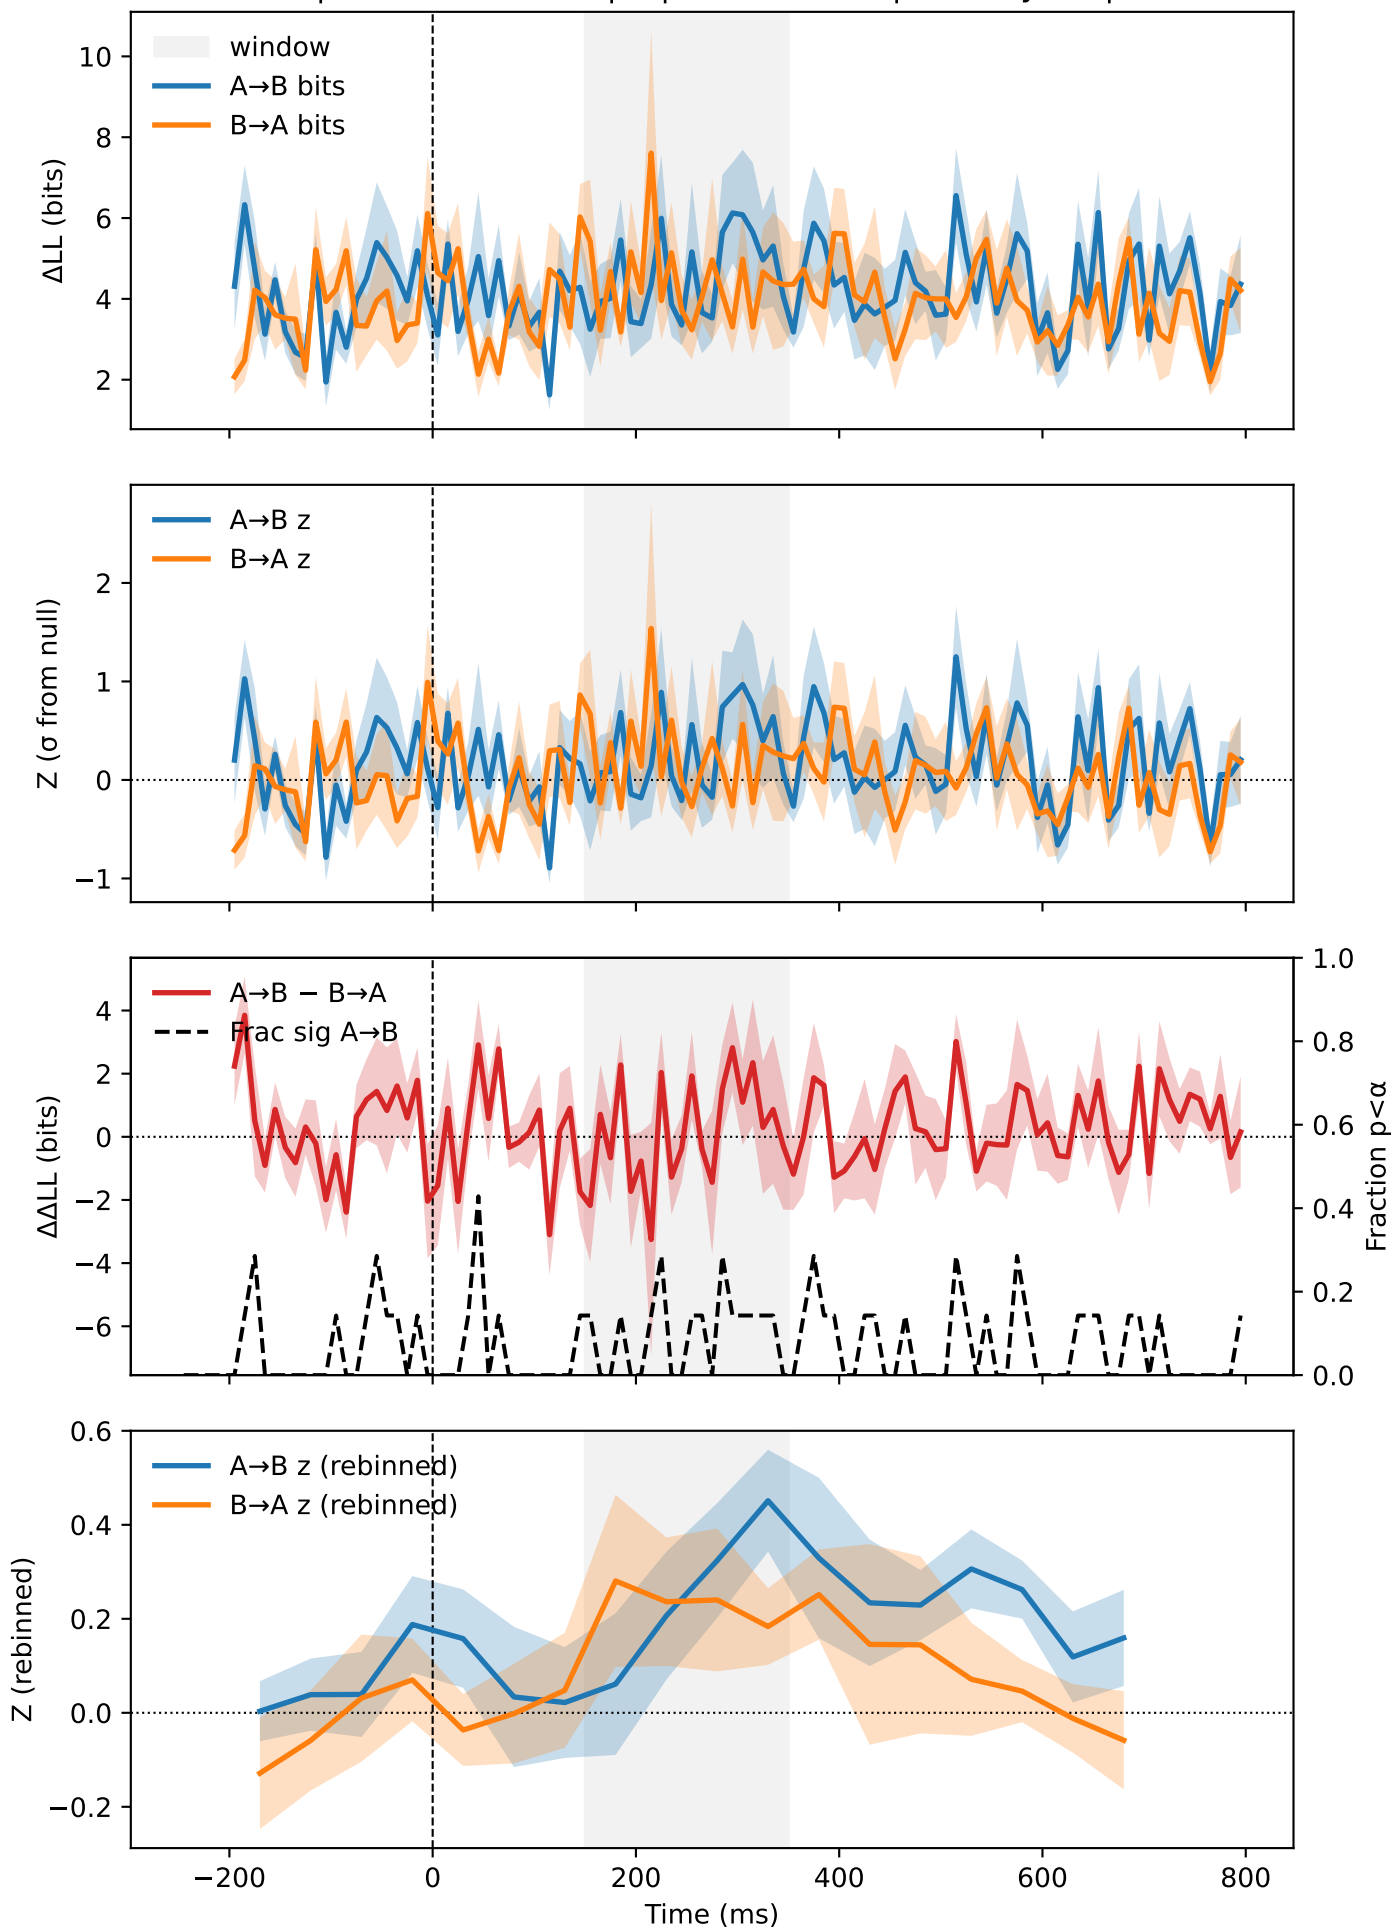 10
8
6
4
2
ΔLL (bits)
window
A→B bits
B→A bits
2
1
0
−1
Z (σ from null)
A→B z
B→A z
4
2
0
−2
−4
−6
ΔΔLL (bits)
A→B − B→A
Frac sig A→B
1.0
0.8
0.6
0.4
0.2
0.0
Fraction p<α
0.6
0.4
0.2
0.0
−0.2
Z (rebinned)
A→B z (rebinned)
B→A z (rebinned)
−200 0 200 400 600 800
Time (ms)